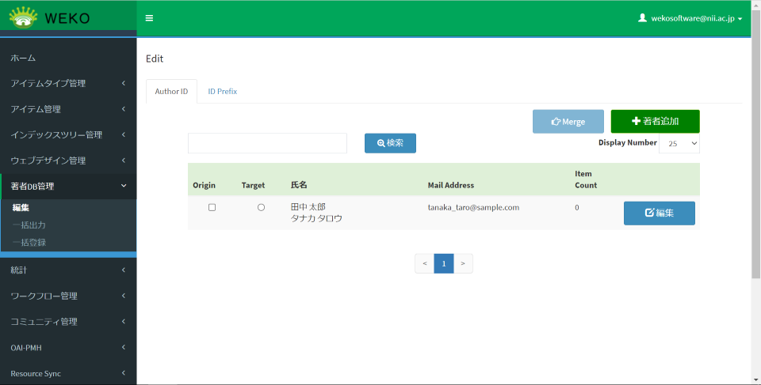 WEKO
wekosoftware@nii.ac.jp
ホーム
アイテムタイプ管理
アイテム管理
インデックスツリー管理
ウェブデザイン管理
著者DB管理
編集
一括出力
一括登録
統計
ワークフロー管理
コミュニティ管理
OAI-PMH
Resource Sync
Edit
Author ID
ID Prefix
Merge
著者追加
検索
Display Number 25
Origin Target 氏名 Mail Address Item Count
田中 太郎
タナカ タロウ
tanaka_taro@sample.com
0
編集
< 1 >